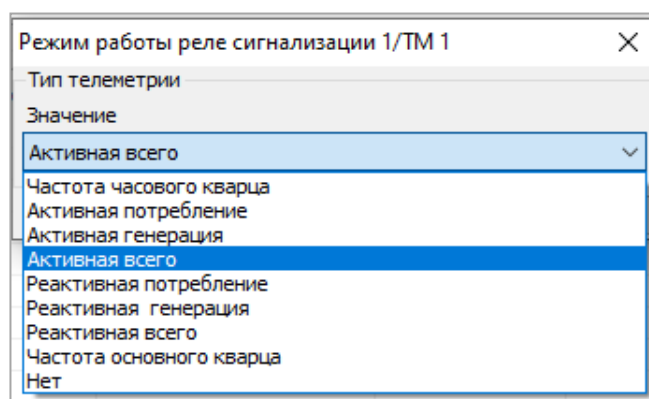 Режим работы реле сигнализации 1/ТМ 1
Тип телеметрии
Значение
Активная всего
Частота часового кварца
Активная потребление
Активная генерация
Активная всего
Реактивная потребление
Реактивная  генерация
Реактивная всего
Частота основного кварца
Нет